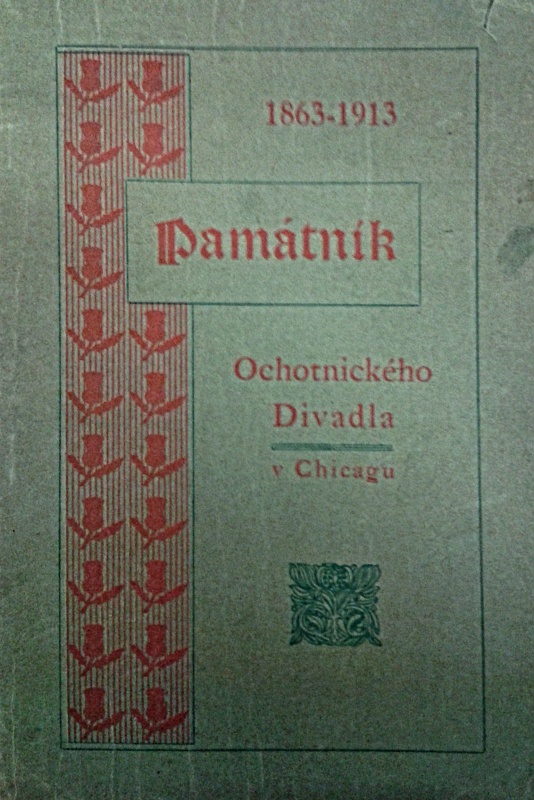 1863-1913
Památník
Ochotnického
Divadla
v Chicagu